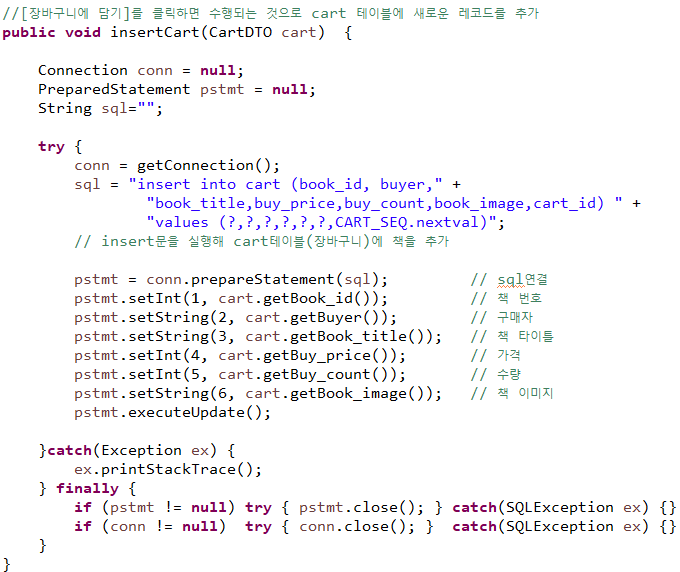 //[장바구니에 담기]를 클릭하면 수행되는 것으로 cart 테이블에 새로운 레코드를 추가
public void insertCart(CartDTO cart)  {
Connection conn = null;
PreparedStatement pstmt = null;
String sql="";
try {
conn = getConnection();
sql = "insert into cart (book_id, buyer," +
"book_title,buy_price,buy_count,book_image,cart_id) " +
"values (?,?,?,?,?,?,CART_SEQ.nextval)";
// insert문을 실행해 cart테이블(장바구니)에 책을 추가
pstmt = conn.prepareStatement(sql);          // sql연결
pstmt.setInt(1, cart.getBook_id());          // 책 번호
pstmt.setString(2, cart.getBuyer());         // 구매자
pstmt.setString(3, cart.getBook_title());    // 책 타이틀
pstmt.setInt(4, cart.getBuy_price());        // 가격
pstmt.setInt(5, cart.getBuy_count());        // 수량
pstmt.setString(6, cart.getBook_image());    // 책 이미지
pstmt.executeUpdate();
}catch(Exception ex) {
ex.printStackTrace();
} finally {
if (pstmt != null) try { pstmt.close(); } catch(SQLException ex) {}
if (conn != null)  try { conn.close(); }  catch(SQLException ex) {}
}
}